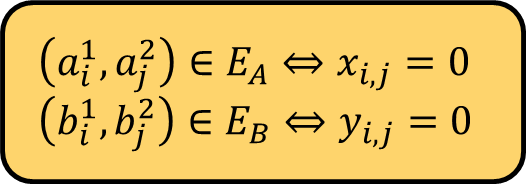 (a_i^1, a_j^2) ∈ E_A ⇔ x_{i,j} = 0
(b_i^1, b_j^2) ∈ E_B ⇔ y_{i,j} = 0